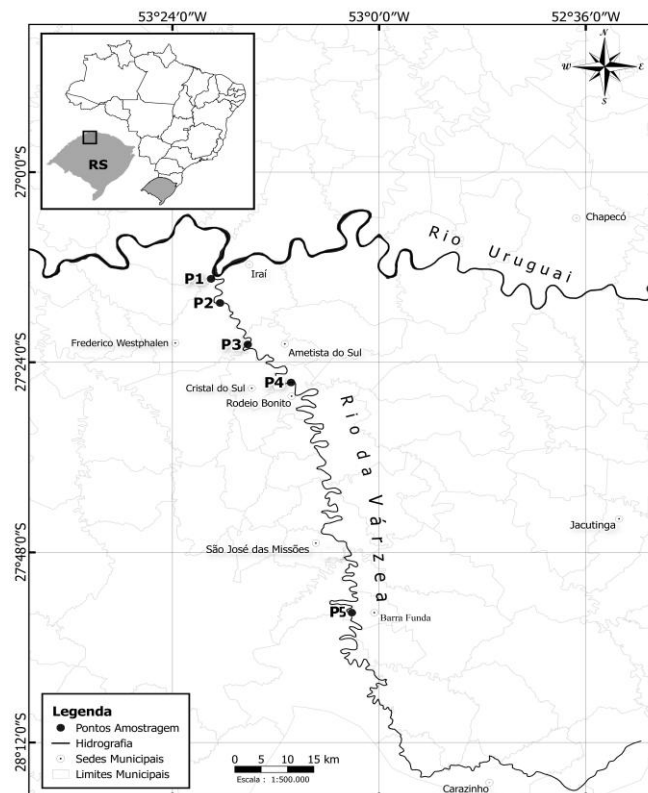 53°24'0"W
53°0'0"W
52°36'0"W
N
W
E
S
RS
27°0'0"S
Chapecó
Rio Uruguai
P1
Iraí
P2
Frederico Westphalen
P3
Ametista do Sul
27°24'0"S
P4
Cristal do Sul
Rodeio Bonito
Rio da Várzea
Jacutinga
27°48'0"S
São José das Missões
P5
Barra Funda
Legenda
Pontos Amostragem
Hidrografia
Sedes Municipais
Limites Municipais
28°12'0"S
0 5 10 15 km
Escala : 1:500.000
Carazinho